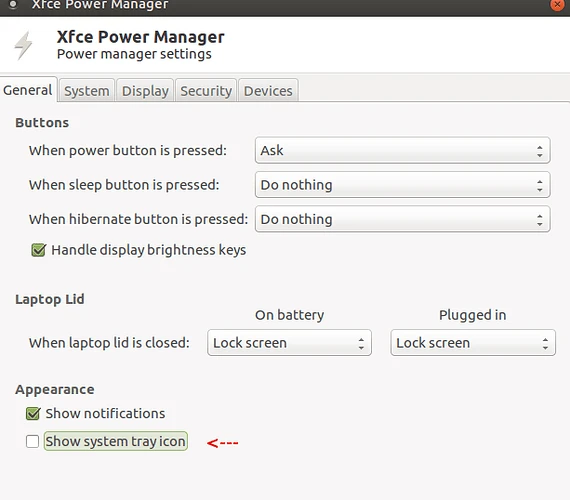 Xfce Power Manager
Xfce Power Manager
Power manager settings
General System Display Security Devices
Buttons
When power button is pressed: Ask
When sleep button is pressed: Do nothing
When hibernate button is pressed: Do nothing
Handle display brightness keys
Laptop Lid
On battery Plugged in
When laptop lid is closed: Lock screen Lock screen
Appearance
Show notifications
Show system tray icon <---